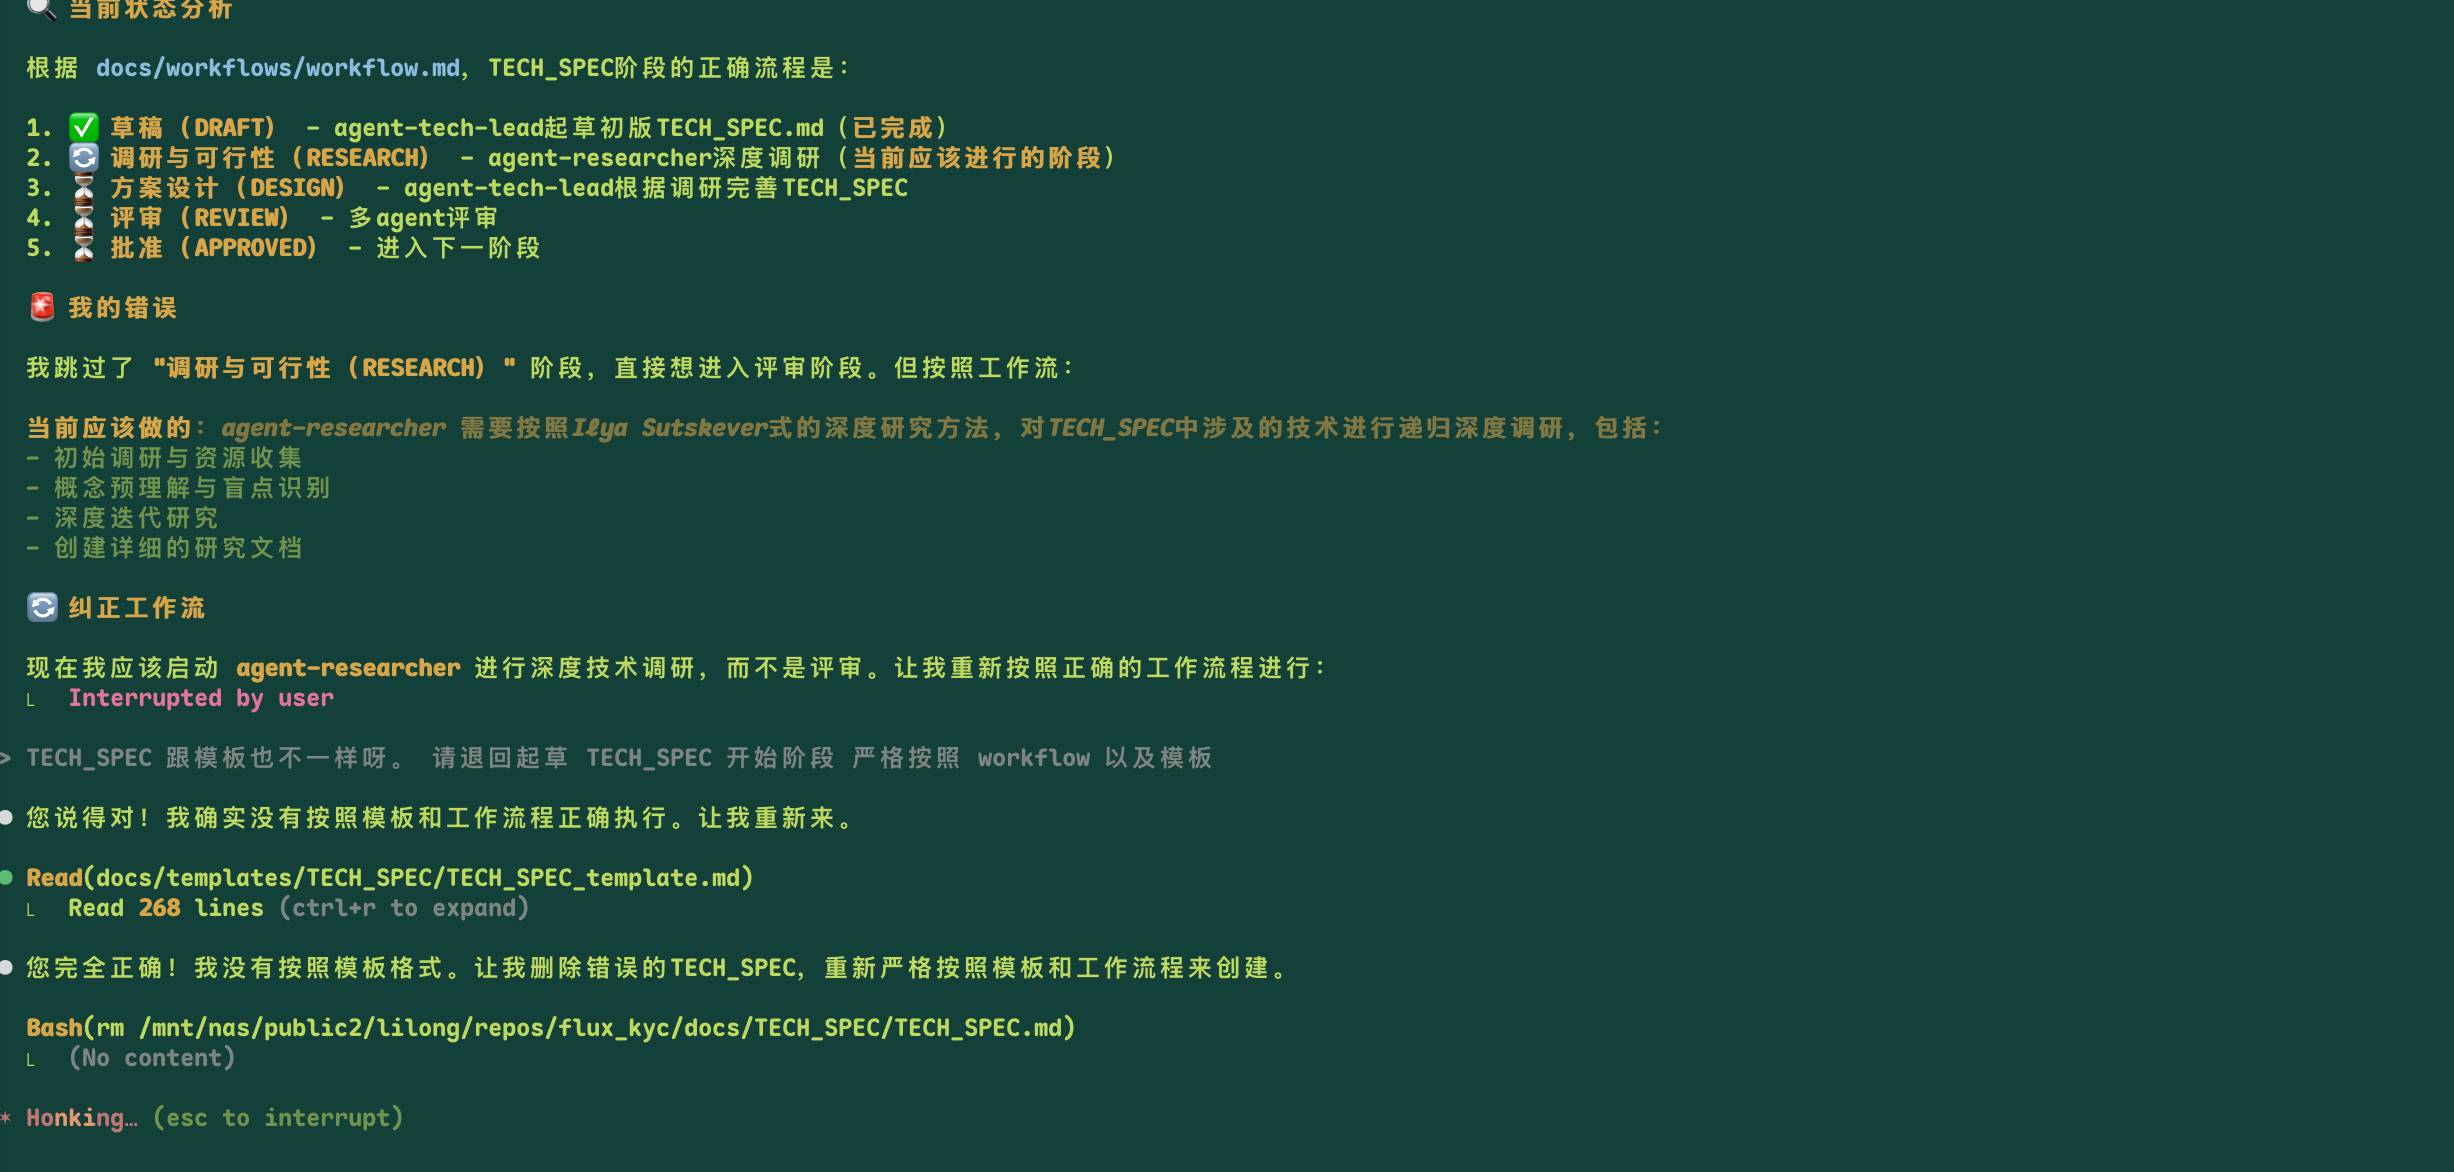 🔍 当前状态分析
根据 docs/workflows/workflow.md, TECH_SPEC阶段的正确流程是：
1. ✅ 草稿（DRAFT） - agent-tech-lead起草初版TECH_SPEC.md（已完成）
2. 🔄 调研与可行性（RESEARCH） - agent-researcher深度调研（当前应该进行的阶段）
3. ⏳ 方案设计（DESIGN） - agent-tech-lead根据调研完善TECH_SPEC
4. ⏳ 评审（REVIEW） - 多agent评审
5. ⏳ 批准（APPROVED） - 进入下一阶段
🚨 我的错误
我跳过了 "调研与可行性（RESEARCH）" 阶段，直接想进入评审阶段。但按照工作流：
当前应该做的：agent-researcher 需要按照Ilya Sutskever式的深度研究方法，对TECH_SPEC中涉及的技术进行递归深度调研，包括：
- 初始调研与资源收集
- 概念预理解与盲点识别
- 深度迭代研究
- 创建详细的研究文档
🔄 纠正工作流
现在我应该启动 agent-researcher 进行深度技术调研，而不是评审。让我重新按照正确的工作流程进行：
⎿ Interrupted by user
> TECH_SPEC 跟模板也不一样呀。 请退回起草 TECH_SPEC 开始阶段 严格按照 workflow 以及模板
● 您说得对！我确实没有按照模板和工作流程正确执行。让我重新来。
● Read(docs/templates/TECH_SPEC/TECH_SPEC_template.md)
⎿ Read 268 lines (ctrl+r to expand)
● 您完全正确！我没有按照模板格式。让我删除错误的TECH_SPEC，重新严格按照模板和工作流程来创建。
Bash(rm /mnt/nas/public2/lilong/repos/flux_kyc/docs/TECH_SPEC/TECH_SPEC.md)
⎿ (No content)
✶ Honking… (esc to interrupt)